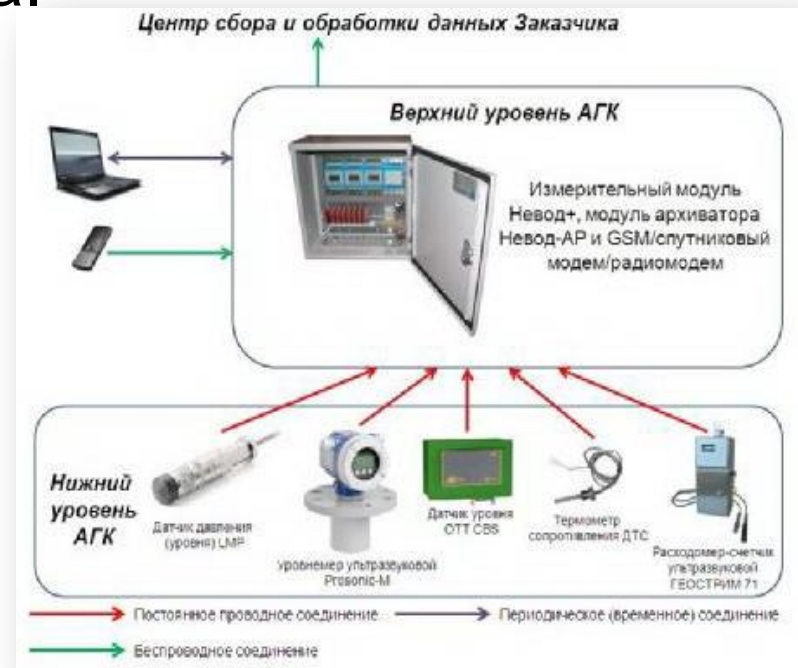 Центр сбора и обработки данных Заказчика
Верхний уровень АГК
Измерительный модуль
Невод+, модуль архиватора
Невод-АР и GSM/спутниковый
модем/радиомодем
Нижний
уровень
АГК
Датчик давления
(уровня) LMP
Уровнемер ультразвуковой
Prosonic-M
Датчик уровня
ОТТ CBS
Термометр
сопротивления ДТС
Расходомер-счетчик
ультразвуковой
ГЕОСТРИМ 71
Постоянное проводное соединение
Периодическое (временное) соединение
Беспроводное соединение